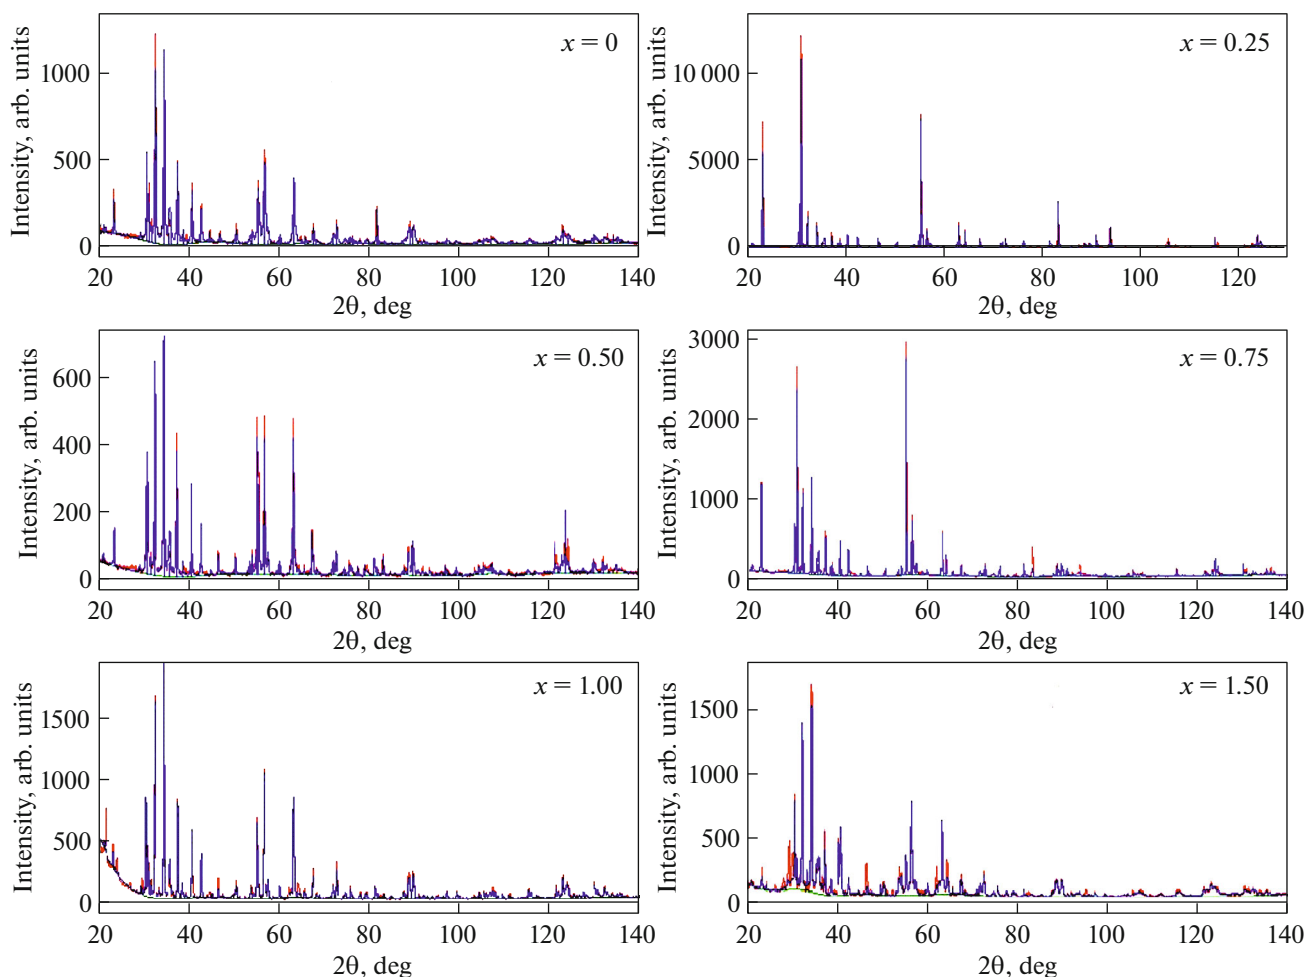 Intensity, arb. units
x = 0
1000
500
0
20 40 60 80 100 120 140
2θ, deg
Intensity, arb. units
x = 0.25
10 000
5000
0
20 40 60 80 100 120
2θ, deg
Intensity, arb. units
x = 0.50
600
400
200
0
20 40 60 80 100 120 140
2θ, deg
Intensity, arb. units
x = 0.75
3000
2000
1000
0
20 40 60 80 100 120 140
2θ, deg
Intensity, arb. units
x = 1.00
1500
1000
500
0
20 40 60 80 100 120 140
2θ, deg
Intensity, arb. units
x = 1.50
1500
1000
500
0
20 40 60 80 100 120 140
2θ, deg